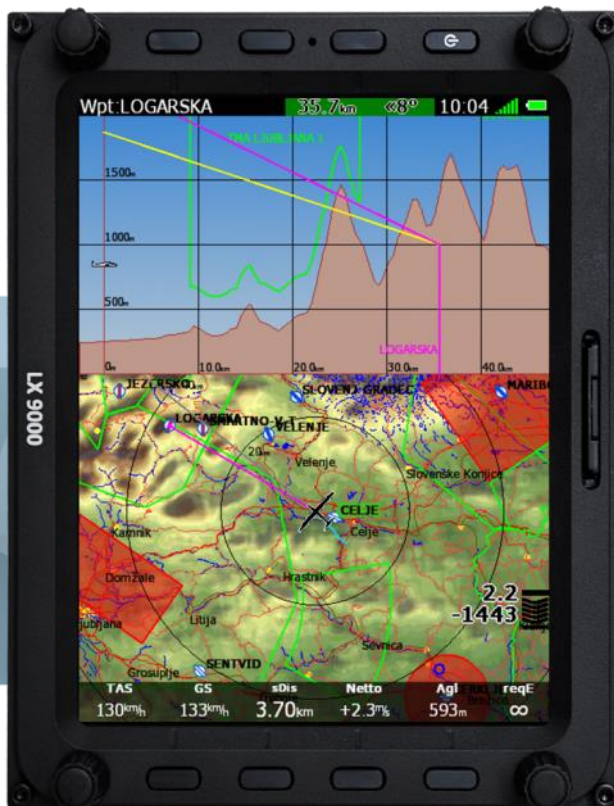 Wpt:LOGARSKA 35.7km «8° 10:04
TMA LJUBLJANA 1
1500m
1000m
500m
LOGARSKA
0m 10.0km 20.0km 30.0km 40.0km
JEZERSKO
SLOVENJ GRADEC
LOGARSKA
VELENJE
20km
Velenje
Slovenske Konjice
CELJE
Celje
Kamnik
Domžale
Hrastnik
2.2
-1443
Litija
Sevnica
Grosuplje
SENTVID
TAS GS sDis Netto Agl reqE
130km/h 133km/h 3.70km +2.3m/s 593m ∞
LX 9000